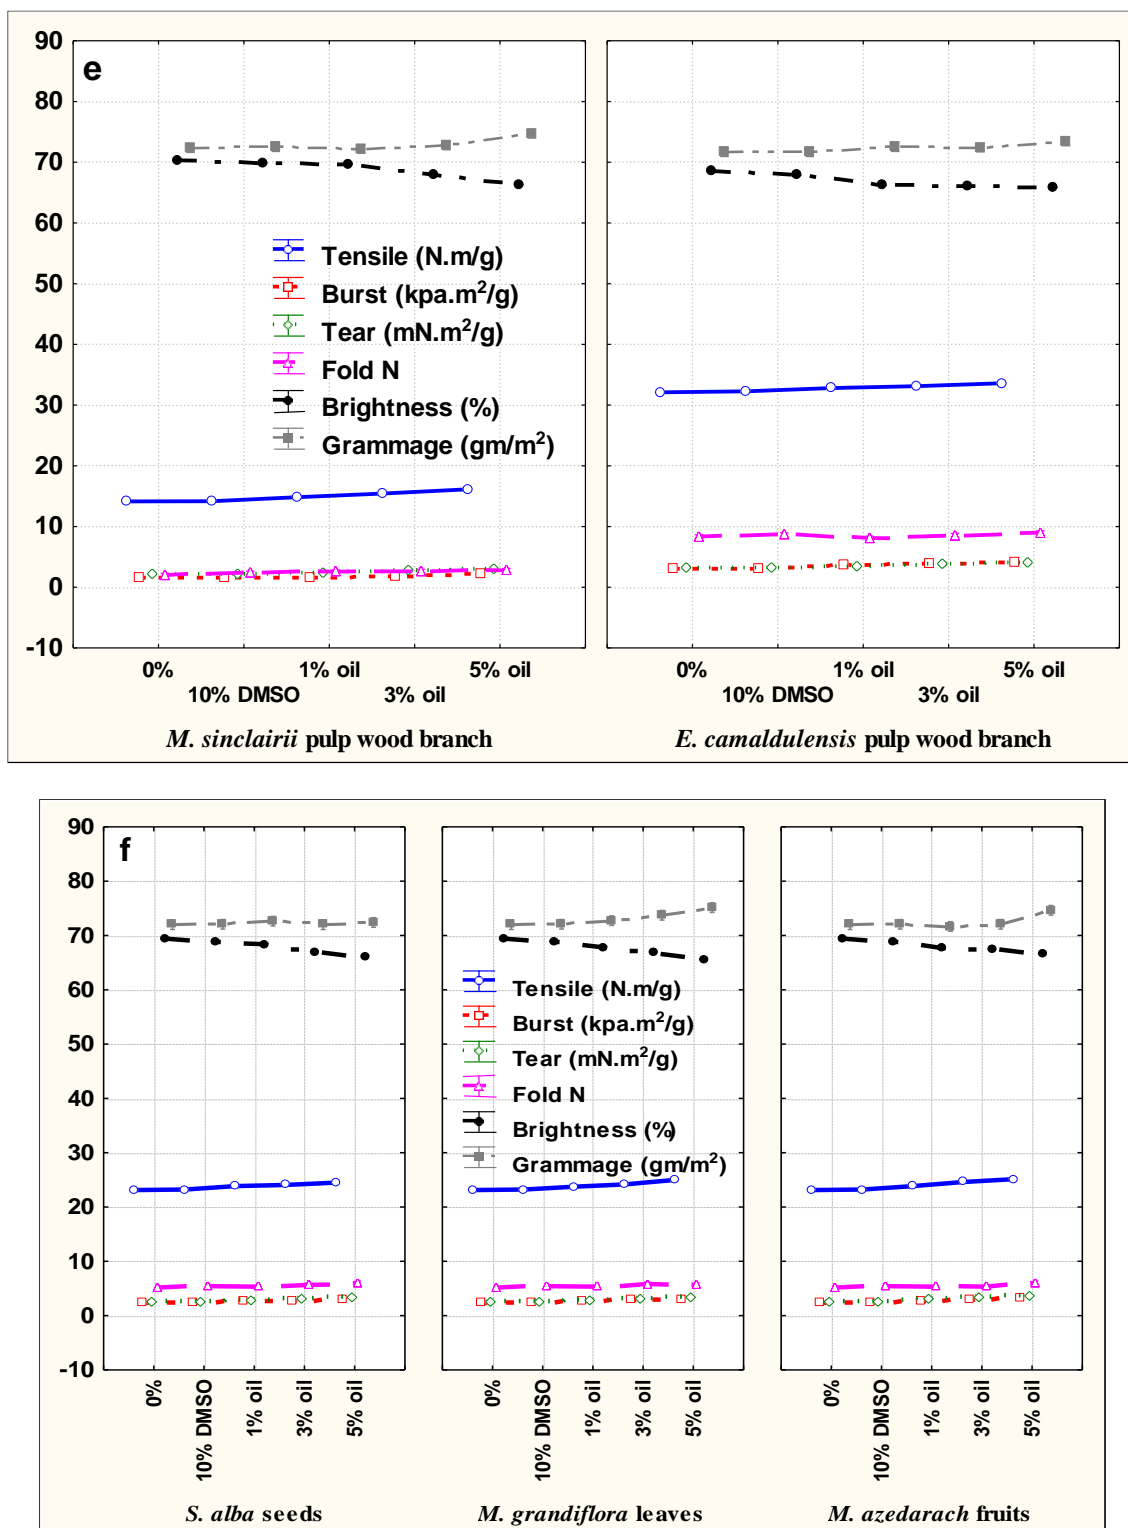 e
90
80
70
60
50
40
30
20
10
0
-10
Tensile (N.m/g)
Burst (kpa.m²/g)
Tear (mN.m²/g)
Fold N
Brightness (%)
Grammage (gm/m²)
0% 1% oil 5% oil 0% 1% oil 5% oil
10% DMSO 3% oil 10% DMSO 3% oil
M. sinclairii pulp wood branch E. camaldulensis pulp wood branch
f
90
80
70
60
50
40
30
20
10
0
-10
Tensile (N.m/g)
Burst (kpa.m²/g)
Tear (mN.m²/g)
Fold N
Brightness (%)
Grammage (gm/m²)
0% 10% DMSO 1% oil 3% oil 5% oil 0% 10% DMSO 1% oil 3% oil 5% oil 0% 10% DMSO 1% oil 3% oil 5% oil
S. alba seeds M. grandiflora leaves M. azedarach fruits